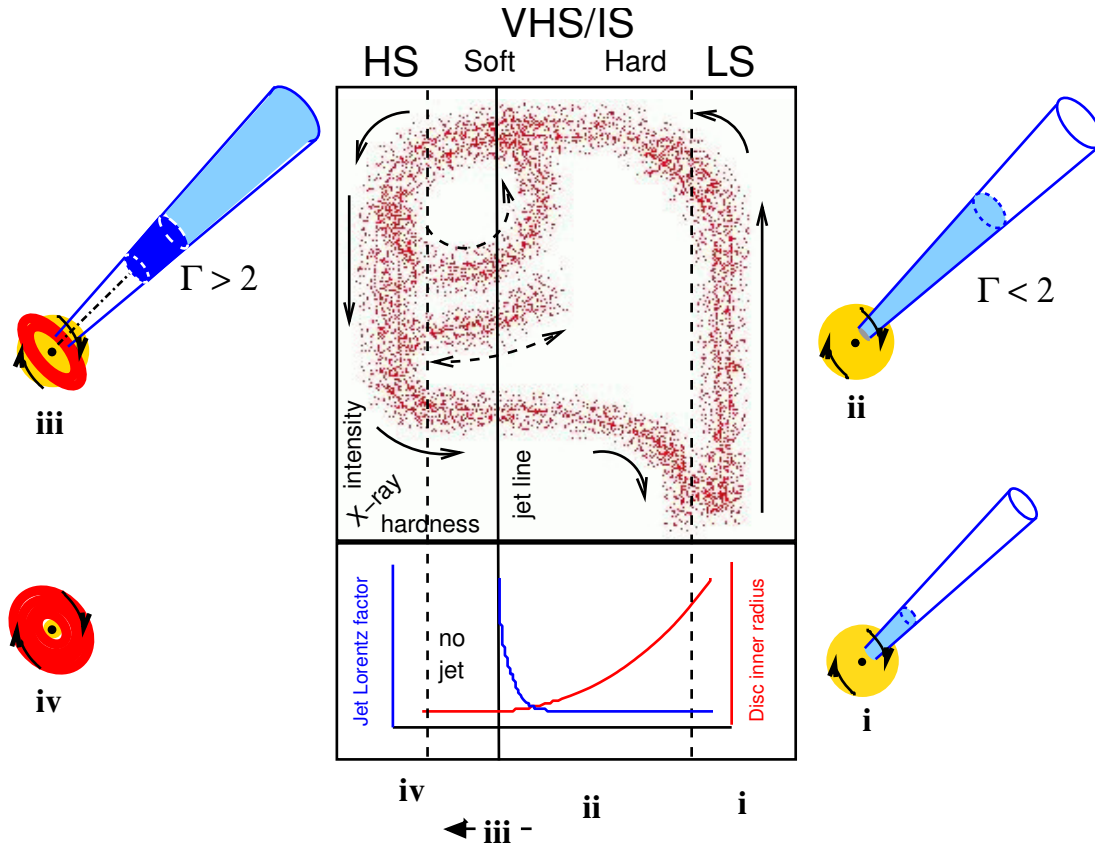 VHS/IS
HS Soft Hard LS
Γ > 2
Γ < 2
iii
ii
intensity
X-ray
hardness
jet line
Jet Lorentz factor
no
jet
Disc inner radius
iv
i
iv
ii
i
iii